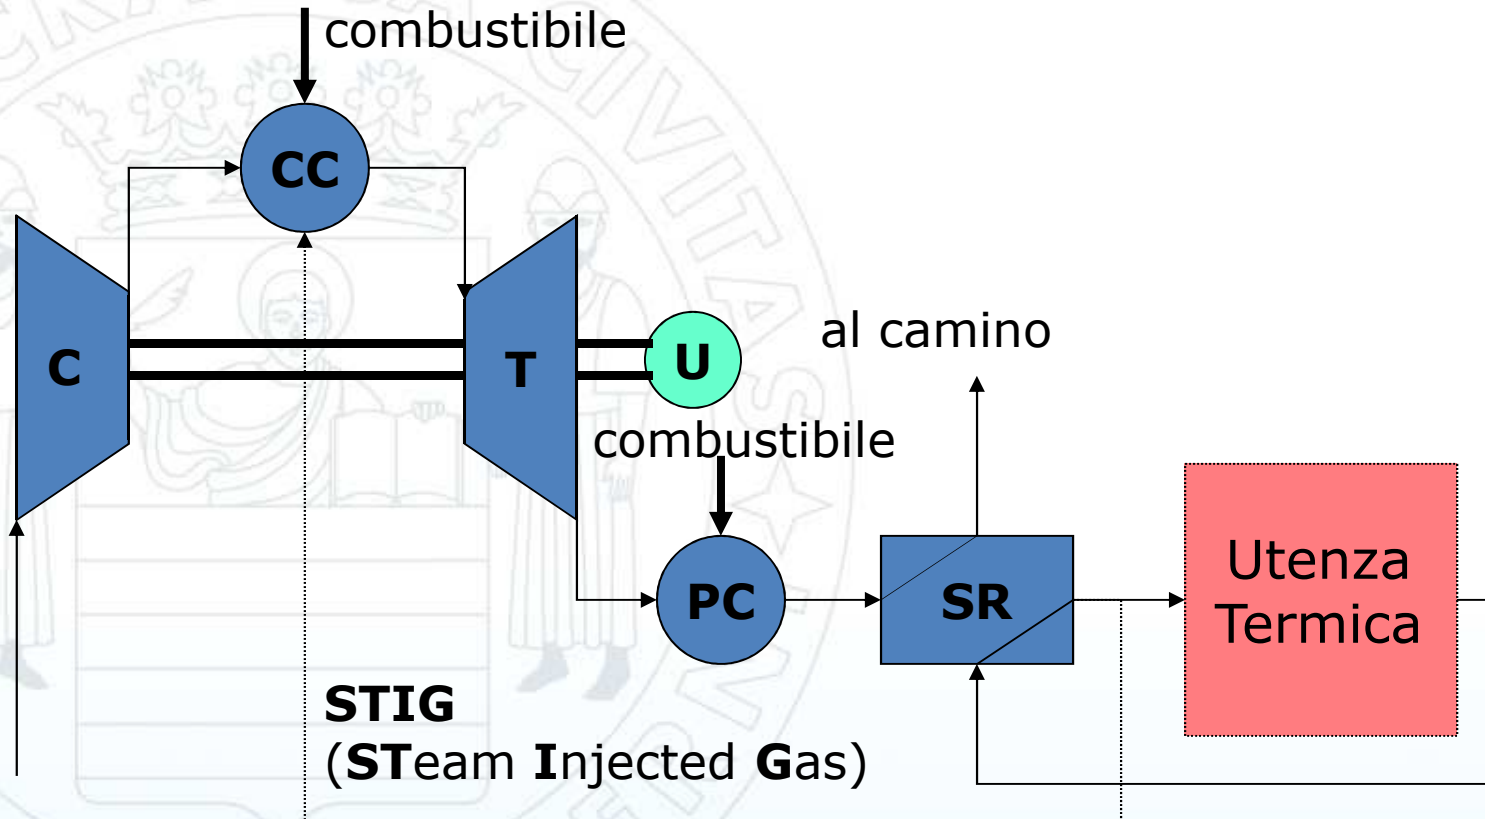 combustibile
CC
C
T
U
al camino
combustibile
PC
SR
Utenza
Termica
STIG
(STeam Injected Gas)